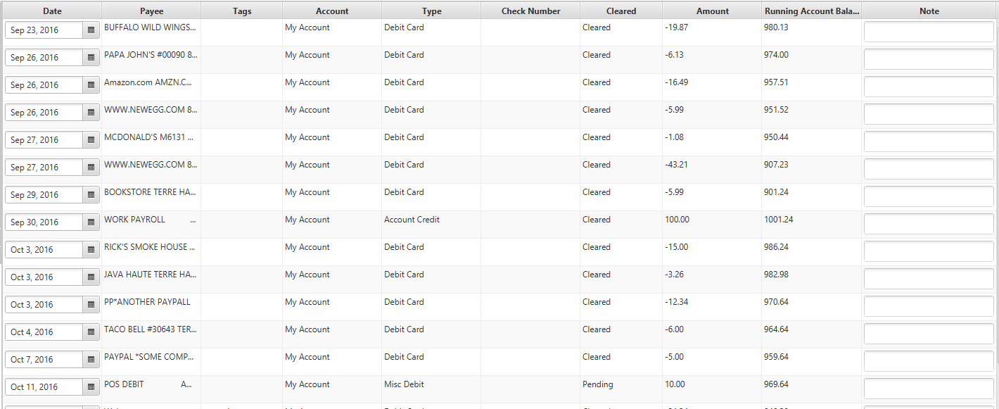 Date Payee Tags Account Type Check Number Cleared Amount Running Account Bala... Note
Sep 23, 2016 BUFFALO WILD WINGS... My Account Debit Card Cleared -19.87 980.13
Sep 26, 2016 PAPA JOHN'S #00090 8... My Account Debit Card Cleared -6.13 974.00
Sep 26, 2016 Amazon.com AMZN.C... My Account Debit Card Cleared -16.49 957.51
Sep 26, 2016 WWW.NEWEGG.COM 8... My Account Debit Card Cleared -5.99 951.52
Sep 27, 2016 MCDONALD'S M6131 ... My Account Debit Card Cleared -1.08 950.44
Sep 27, 2016 WWW.NEWEGG.COM 8... My Account Debit Card Cleared -43.21 907.23
Sep 29, 2016 BOOKSTORE TERRE HA... My Account Debit Card Cleared -5.99 901.24
Sep 30, 2016 WORK PAYROLL ... My Account Account Credit Cleared 100.00 1001.24
Oct 3, 2016 RICK'S SMOKE HOUSE ... My Account Debit Card Cleared -15.00 986.24
Oct 3, 2016 JAVA HAUTE TERRE HA... My Account Debit Card Cleared -3.26 982.98
Oct 3, 2016 PP*ANOTHER PAYPALL My Account Debit Card Cleared -12.34 970.64
Oct 4, 2016 TACO BELL #30643 TER... My Account Debit Card Cleared -6.00 964.64
Oct 7, 2016 PAYPAL *SOME COMP... My Account Debit Card Cleared -5.00 959.64
Oct 11, 2016 POS DEBIT A... My Account Misc Debit Pending 10.00 969.64